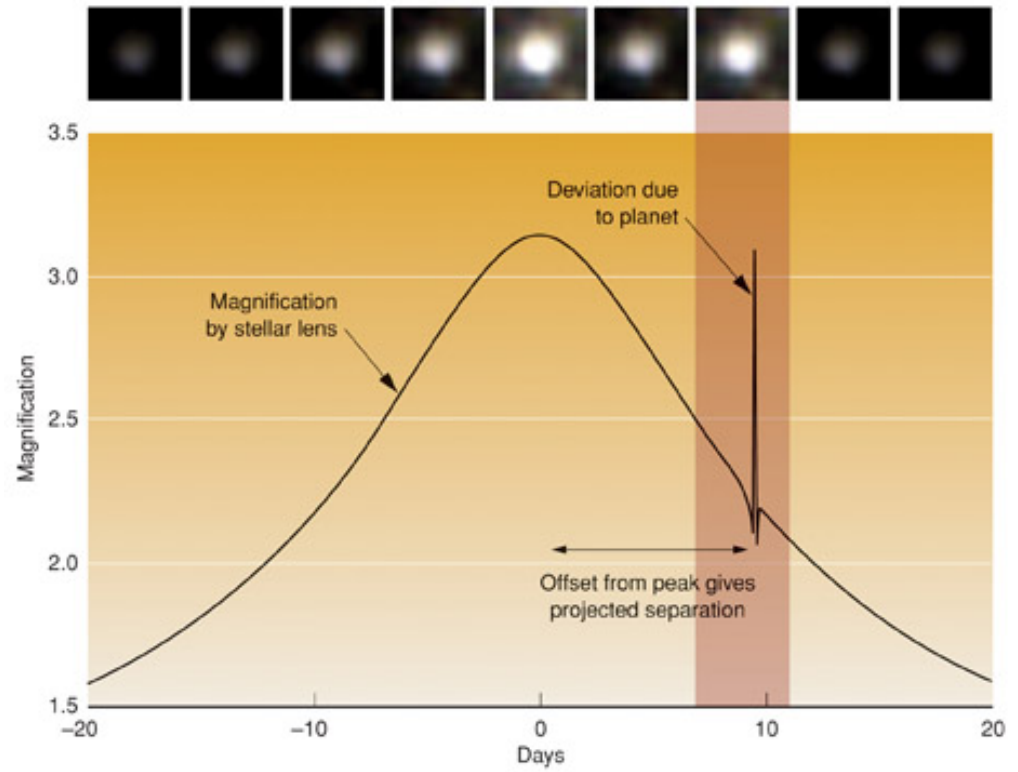 3.5
Deviation due
to planet
3.0
Magnification
by stellar lens
2.5
Magnification
2.0
Offset from peak gives
projected separation
1.5
–20
–10
0
10
20
Days